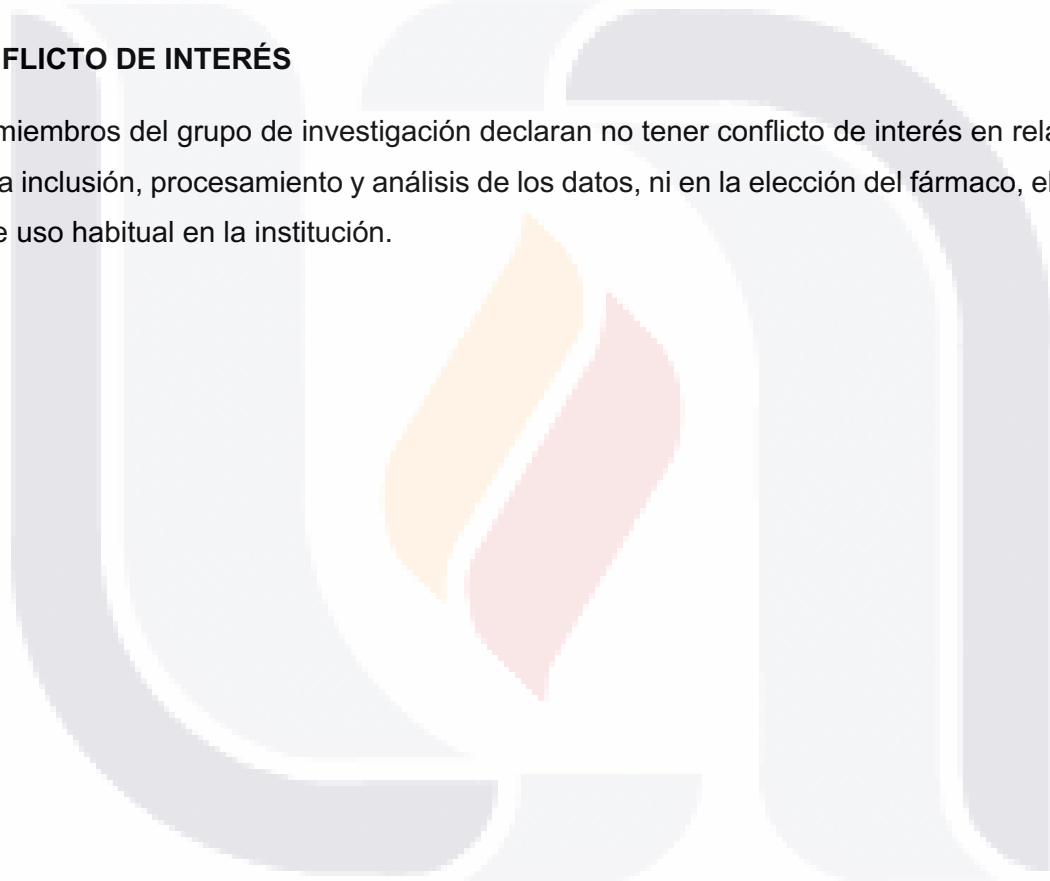 FLICTO DE INTERÉS
miembros del grupo de investigación declaran no tener conflicto de interés en rela
a inclusión, procesamiento y análisis de los datos, ni en la elección del fármaco, el
e uso habitual en la institución.